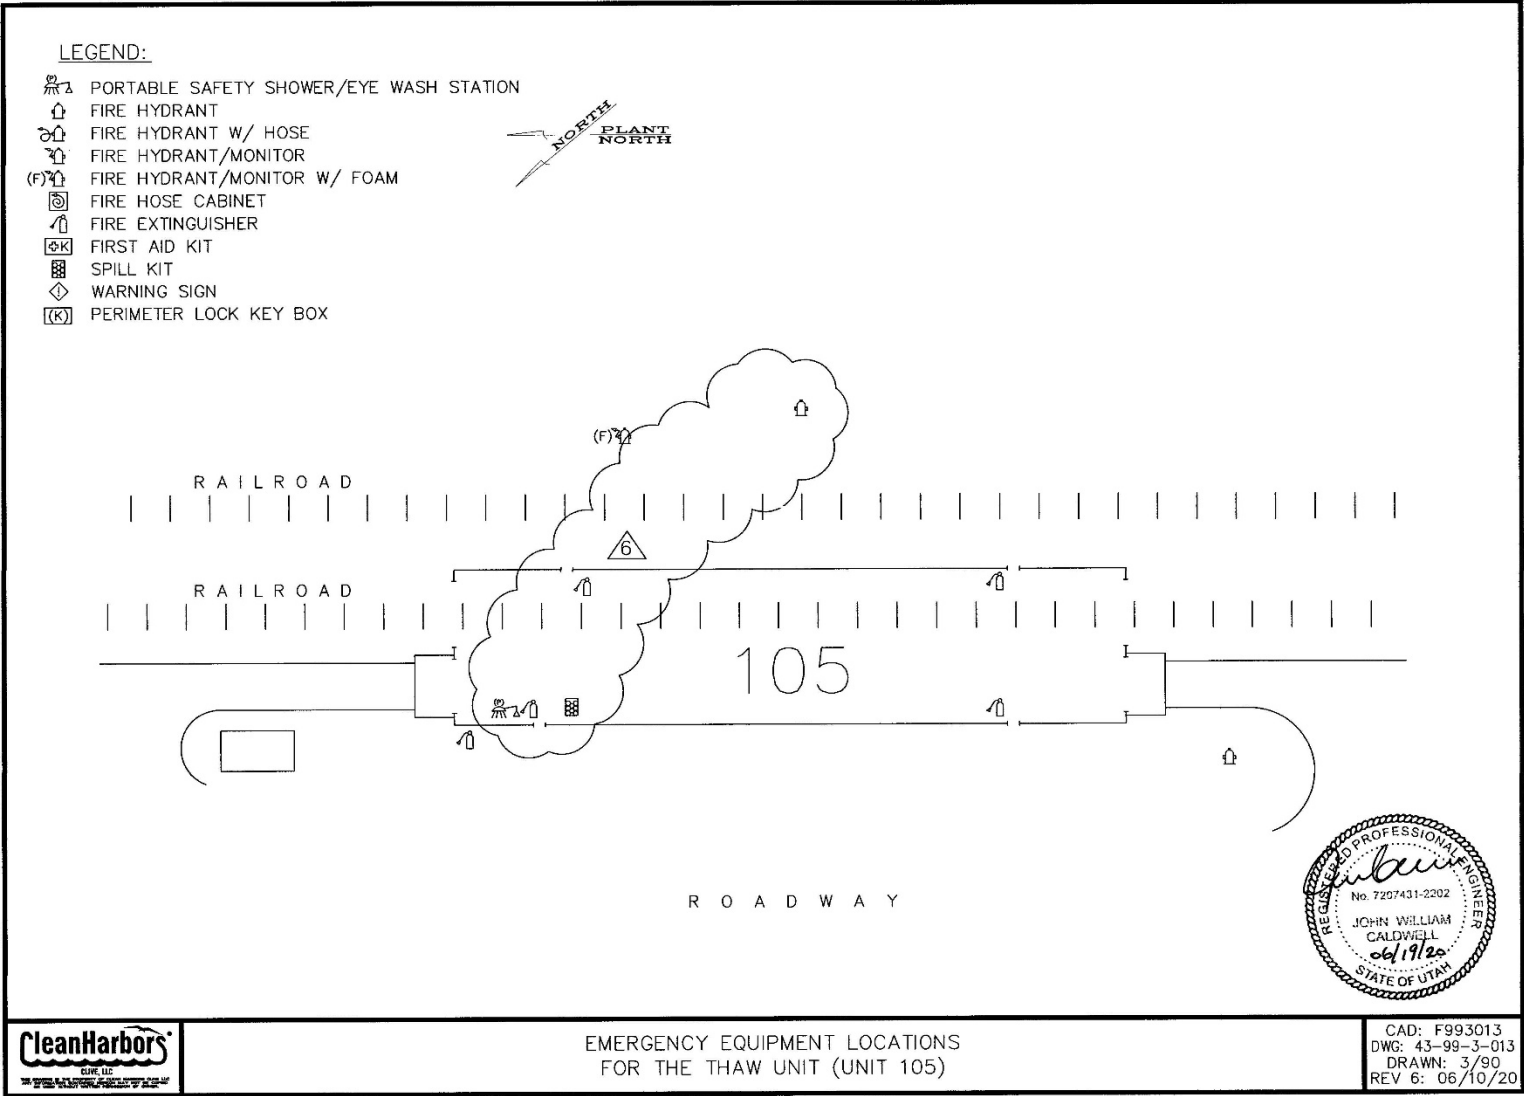 LEGEND:
(P) PORTABLE SAFETY SHOWER/EYE WASH STATION
FIRE HYDRANT
FIRE HYDRANT W/ HOSE
FIRE HYDRANT/MONITOR
(F) FIRE HYDRANT/MONITOR W/ FOAM
FIRE HOSE CABINET
FIRE EXTINGUISHER
K FIRST AID KIT
SPILL KIT
! WARNING SIGN
(K) PERIMETER LOCK KEY BOX
NORTH
PLANT
NORTH
(F)
RAILROAD
6
RAILROAD
105
(P)
ROADWAY
REGISTERED PROFESSIONAL ENGINEER
No. 7207431-2202
JOHN WILLIAM
CALDWELL
06/19/20
STATE OF UTAH
CleanHarbors
CLIVE, LLC
EMERGENCY EQUIPMENT LOCATIONS
FOR THE THAW UNIT (UNIT 105)
CAD: F993013
DWG: 43-99-3-013
DRAWN: 3/90
REV 6: 06/10/20